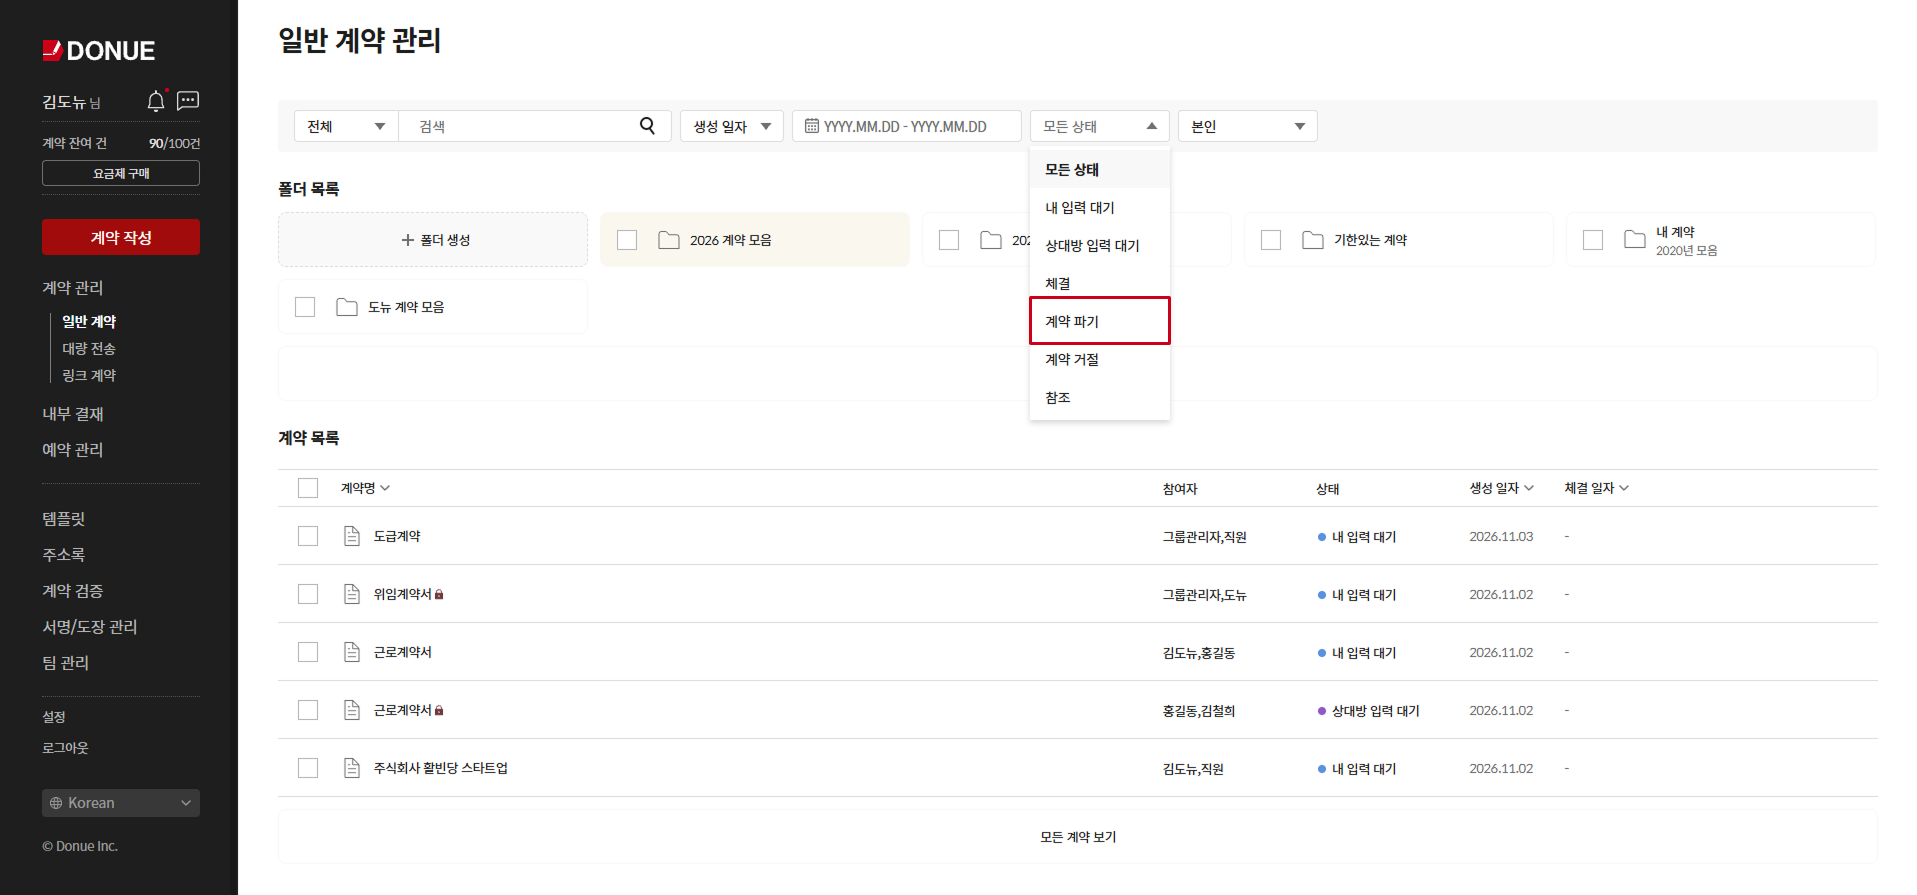 DONUE
김도뉴 님
계약 잔여 건 90/100건
요금제 구매
계약 작성
계약 관리
일반 계약
대량 전송
링크 계약
내부 결재
예약 관리
템플릿
주소록
계약 검증
서명/도장 관리
팀 관리
설정
로그아웃
Korean
© Donue Inc.
일반 계약 관리
전체 검색 생성 일자 YYYY.MM.DD - YYYY.MM.DD 모든 상태 본인
모든 상태
내 입력 대기
상대방 입력 대기
체결
계약 파기
계약 거절
참조
폴더 목록
폴더 생성
2026 계약 모음
기한있는 계약
내 계약
2020년 모음
도뉴 계약 모음
계약 목록
계약명 참여자 상태 생성 일자 체결 일자
도급계약 그룹관리자,직원 내 입력 대기 2026.11.03 -
위임계약서 그룹관리자,도뉴 내 입력 대기 2026.11.02 -
근로계약서 김도뉴,홍길동 내 입력 대기 2026.11.02 -
근로계약서 홍길동,김철희 상대방 입력 대기 2026.11.02 -
주식회사 활빈당 스타트업 김도뉴,직원 내 입력 대기 2026.11.02 -
모든 계약 보기